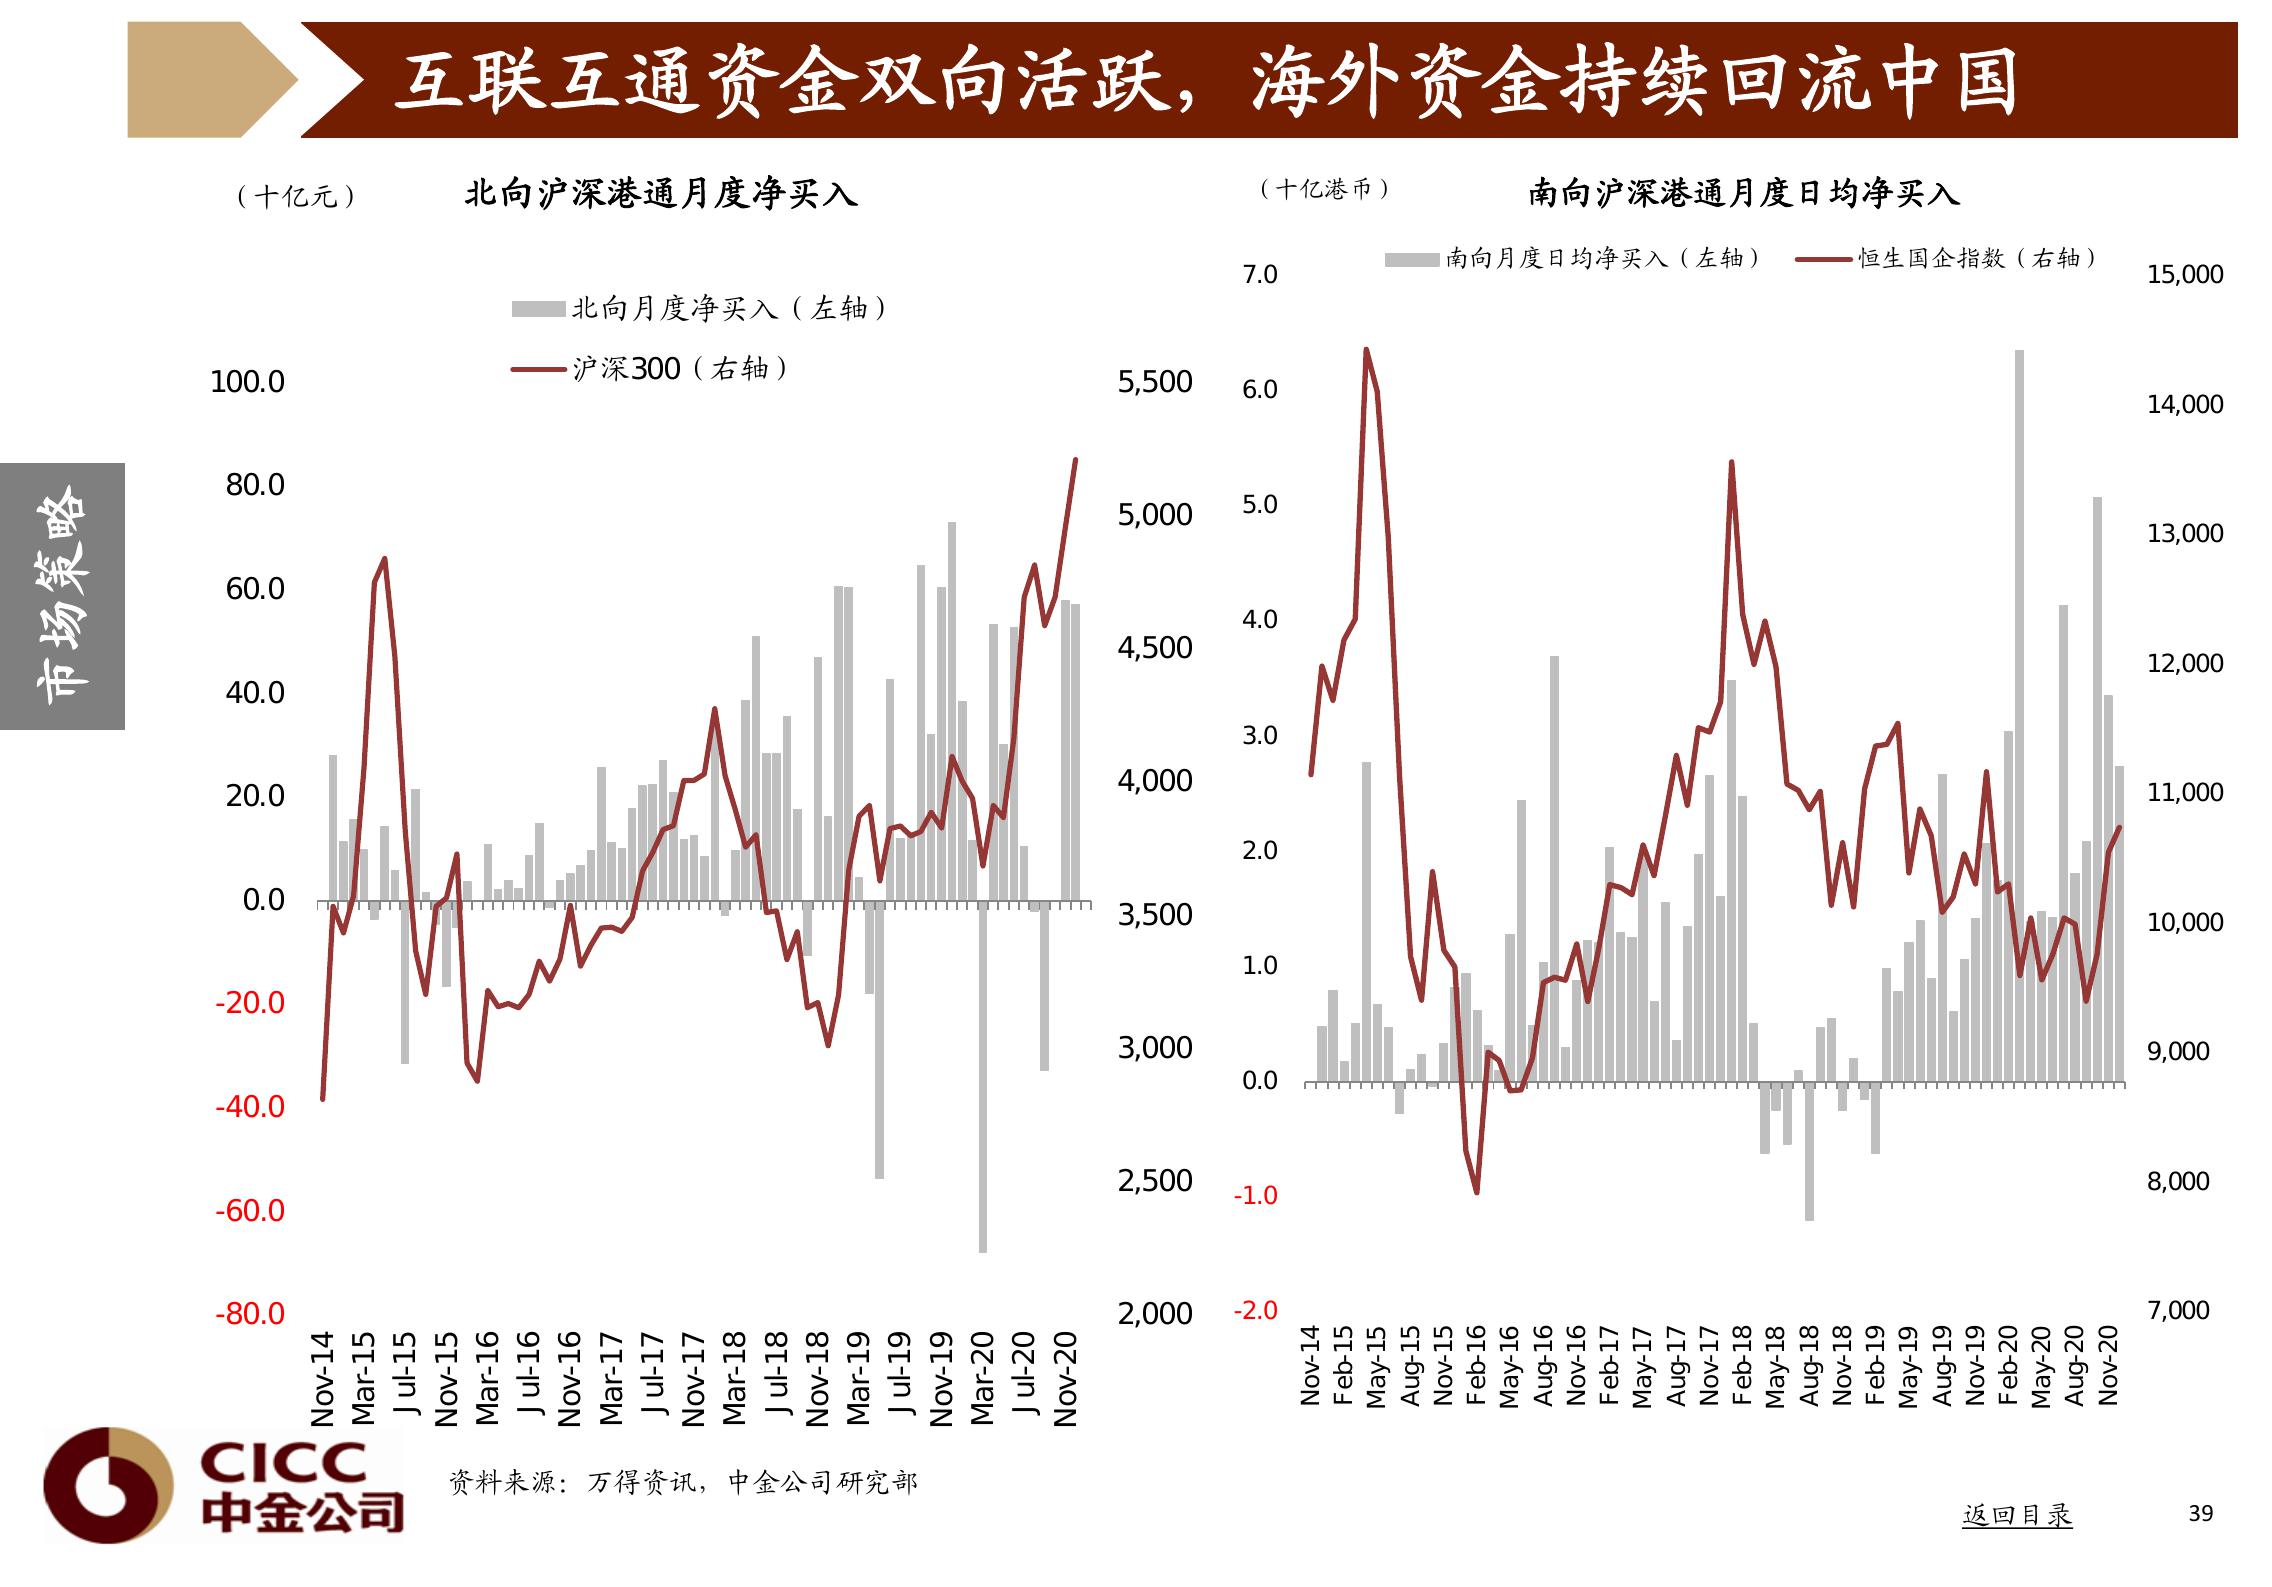 互联互通资金双向活跃，海外资金持续回流中国
市场策略
（十亿元）
北向沪深港通月度净买入
北向月度净买入（左轴）
沪深300（右轴）
100.0
80.0
60.0
40.0
20.0
0.0
-20.0
-40.0
-60.0
-80.0
5,500
5,000
4,500
4,000
3,500
3,000
2,500
2,000
Nov-14
Mar-15
Jul-15
Nov-15
Mar-16
Jul-16
Nov-16
Mar-17
Jul-17
Nov-17
Mar-18
Jul-18
Nov-18
Mar-19
Jul-19
Nov-19
Mar-20
Jul-20
Nov-20
（十亿港币）
南向沪深港通月度日均净买入
南向月度日均净买入（左轴）
恒生国企指数（右轴）
7.0
6.0
5.0
4.0
3.0
2.0
1.0
0.0
-1.0
-2.0
15,000
14,000
13,000
12,000
11,000
10,000
9,000
8,000
7,000
Nov-14
Feb-15
May-15
Aug-15
Nov-15
Feb-16
May-16
Aug-16
Nov-16
Feb-17
May-17
Aug-17
Nov-17
Feb-18
May-18
Aug-18
Nov-18
Feb-19
May-19
Aug-19
Nov-19
Feb-20
May-20
Aug-20
Nov-20
CICC
中金公司
资料来源：万得资讯，中金公司研究部
返回目录
39